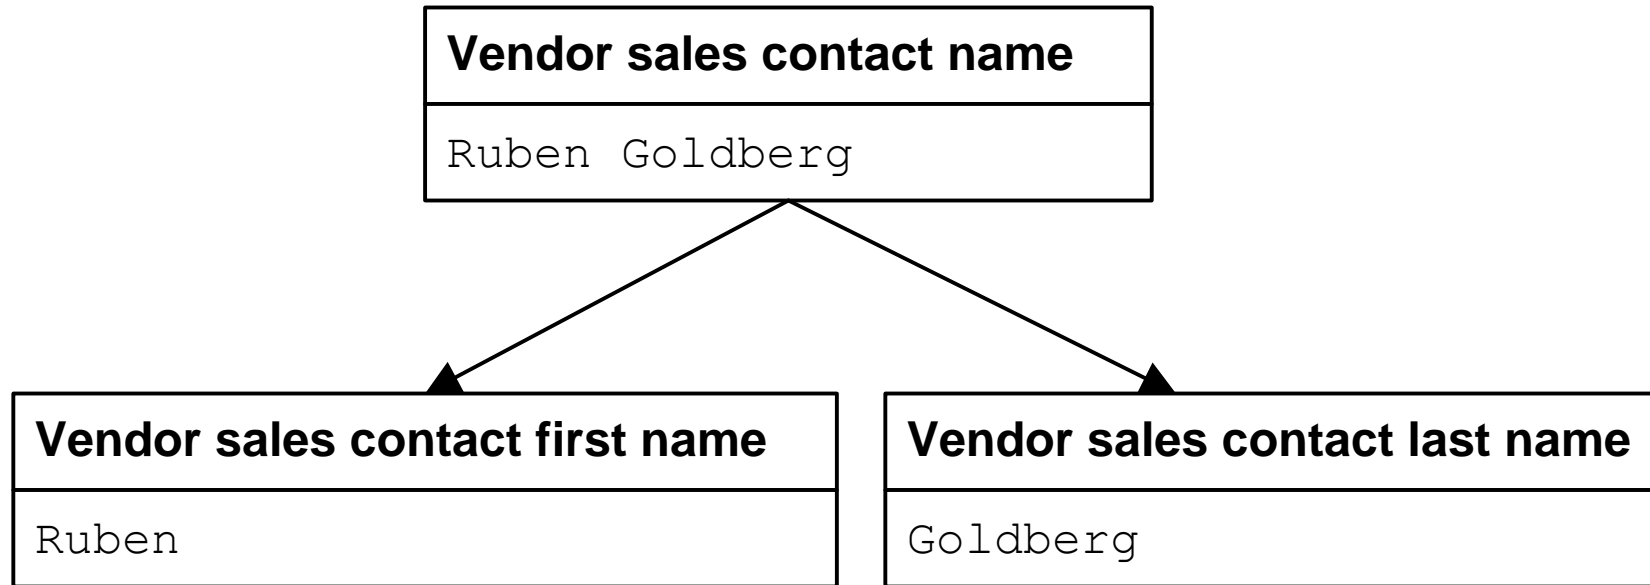 Vendor sales contact name
Ruben Goldberg
Vendor sales contact first name
Vendor sales contact last name
Ruben
Goldberg